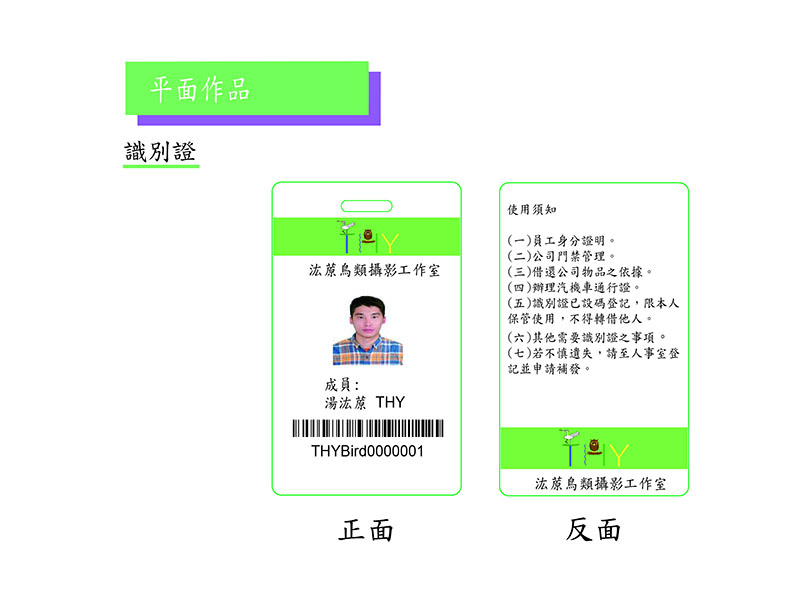 平面作品
識別證
THY
汯蒝鳥類攝影工作室
成員:
湯汯蒝 THY
THYBird0000001
正面
使用須知
(一)員工身分證明。
(二)公司門禁管理。
(三)借還公司物品之依據。
(四)辦理汽機車通行證。
(五)識別證已設碼登記，限本人
保管使用，不得轉借他人。
(六)其他需要識別證之事項。
(七)若不慎遺失，請至人事室登
記並申請補發。
THY
汯蒝鳥類攝影工作室
反面